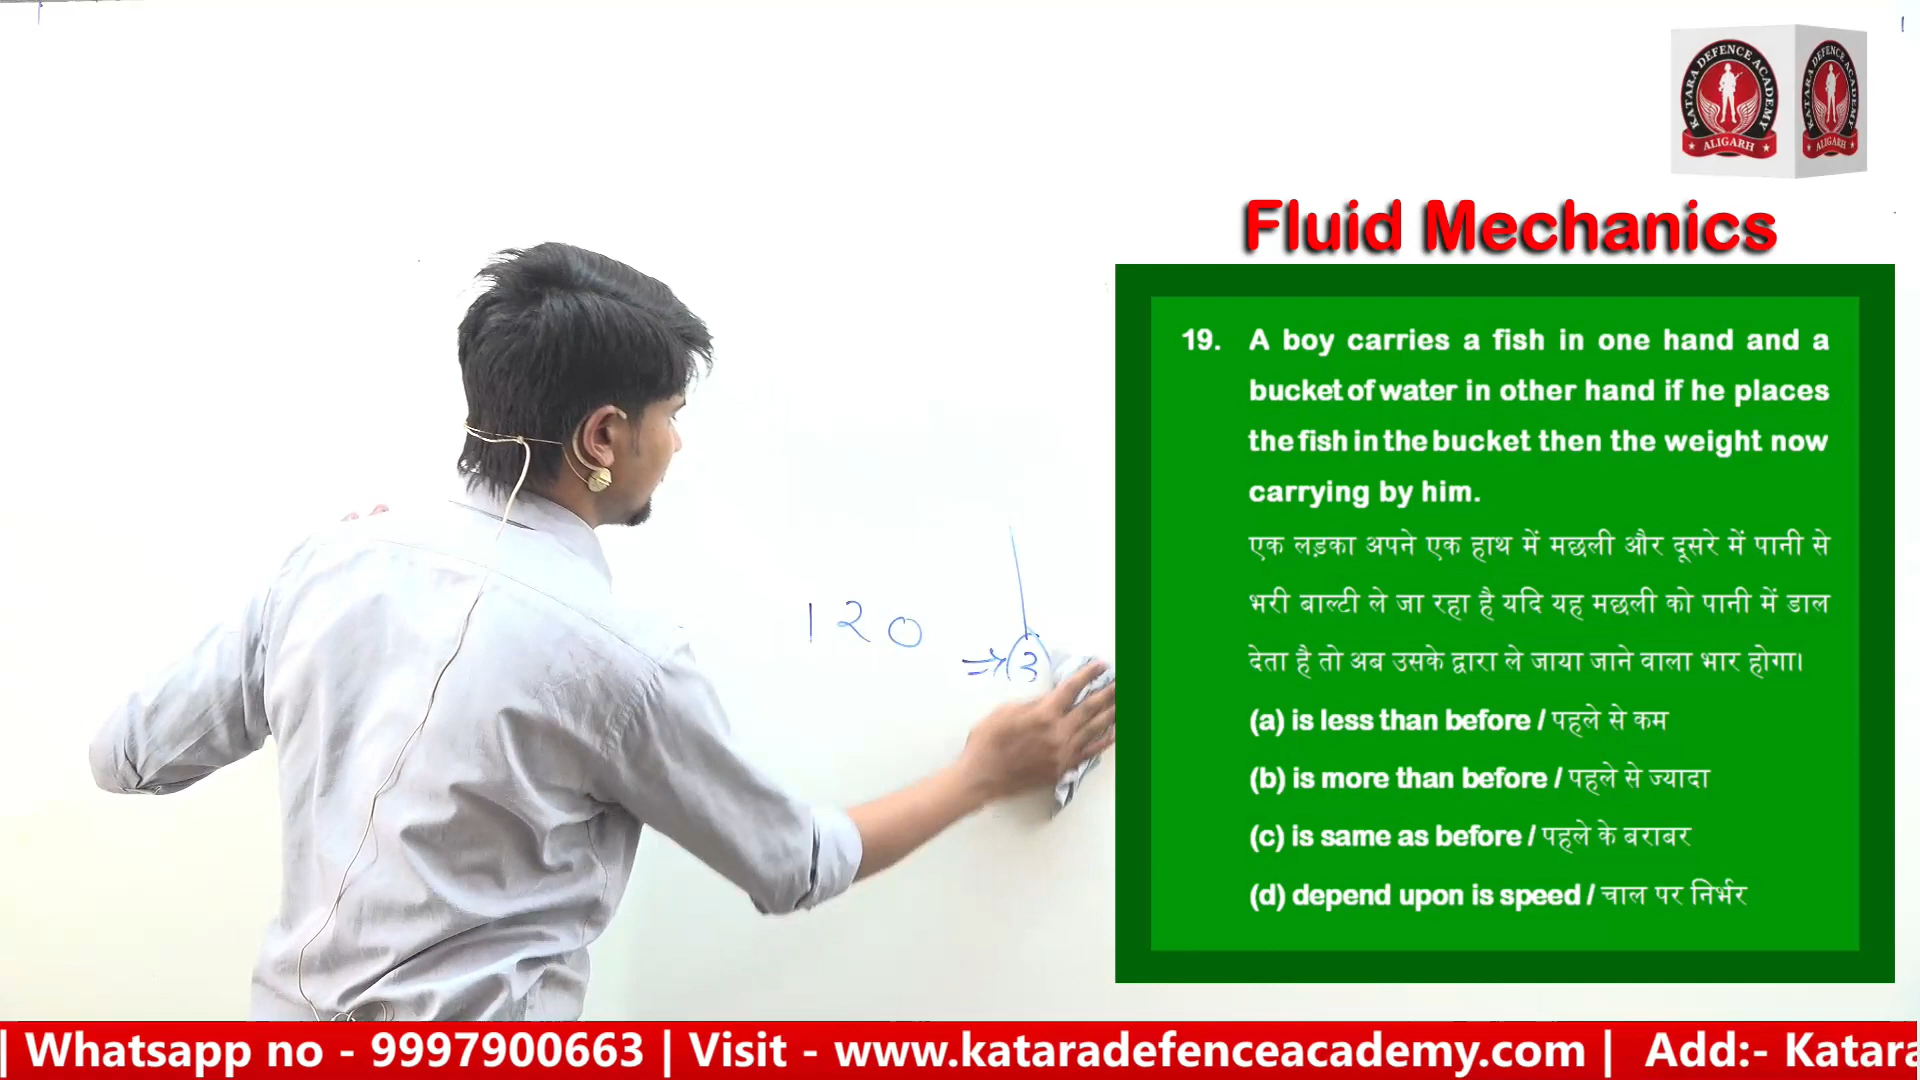 KATARA DEFENCE ACADEMY
ALIGARH
KATARA DEFENCE ACADEMY
ALIGARH
Fluid Mechanics
19. A boy carries a fish in one hand and a
bucket of water in other hand if he places
the fish in the bucket then the weight now
carrying by him.
एक लड़का अपने एक हाथ में मछली और दूसरे में पानी से
भरी बाल्टी ले जा रहा है यदि यह मछली को पानी में डाल
देता है तो अब उसके द्वारा ले जाया जाने वाला भार होगा।
(a) is less than before / पहले से कम
(b) is more than before / पहले से ज्यादा
(c) is same as before / पहले के बराबर
(d) depend upon is speed / चाल पर निर्भर
120
⇒ 3
| Whatsapp no - 9997900663 | Visit - www.kataradefenceacademy.com | Add:- Katara